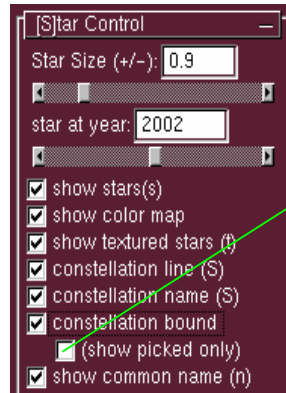 [S]tar Control
Star Size (+/-): 0.9
star at year: 2002
show stars(s)
show color map
show textured stars (t)
constellation line (S)
constellation name (S)
constellation bound
(show picked only)
show common name (n)